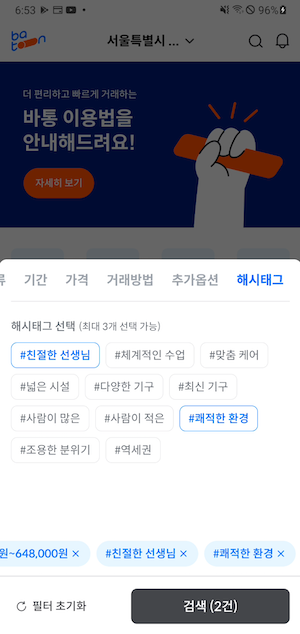 6:53 96%
ba
ton
서울특별시 ...
더 편리하고 빠르게 거래하는
바통 이용법을
안내해드려요!
자세히 보기
류 기간 가격 거래방법 추가옵션 해시태그
해시태그 선택 (최대 3개 선택 가능)
#친절한 선생님 #체계적인 수업 #맞춤 케어
#넓은 시설 #다양한 기구 #최신 기구
#사람이 많은 #사람이 적은 #쾌적한 환경
#조용한 분위기 #역세권
원~648,000원 × #친절한 선생님 × #쾌적한 환경 ×
필터 초기화 검색 (2건)